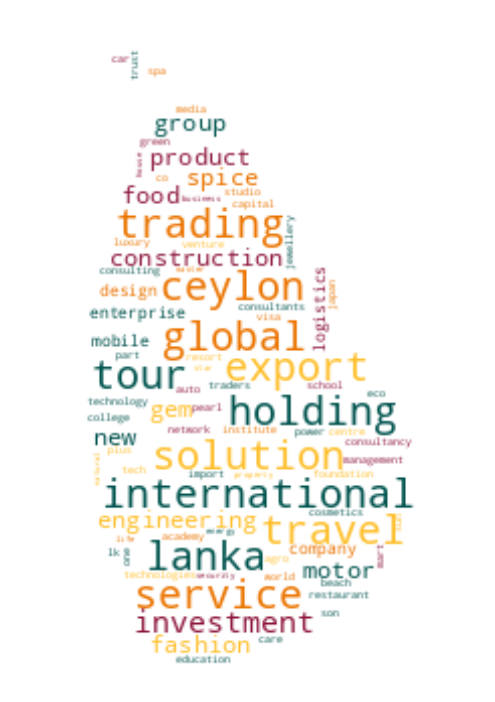 car
trust
spa
media
group
green
house
product
co
spice
food
business
studio
capital
trading
jewellery
luxury
venture
construction
consulting
master
logistics
japan
design
ceylon
enterprise
consultants
visa
global
mobile
part
resort
star
export
tour
auto
traders
school
eco
technology
gem
pearl
holding
college
network
institute
power
centre
new
consultancy
plus
solution
management
natural
tech
import
property
foundation
international
cosmetics
engineering
energy
travel
sun
life
academy
lk
one
lanka
agro
company
mart
motor
technologies
security
world
beach
service
restaurant
investment
son
fashion
care
education